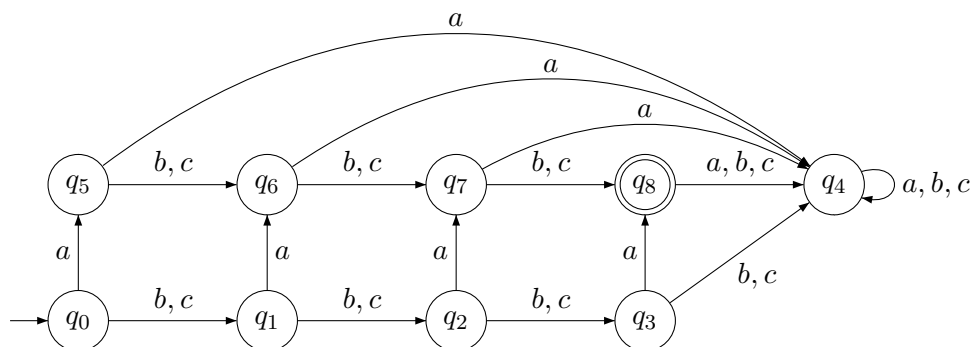 a
a
a
b, c b, c b, c a, b, c
q5 q6 q7 q8 q4 a, b, c
a a a a
b, c
b, c b, c b, c
q0 q1 q2 q3